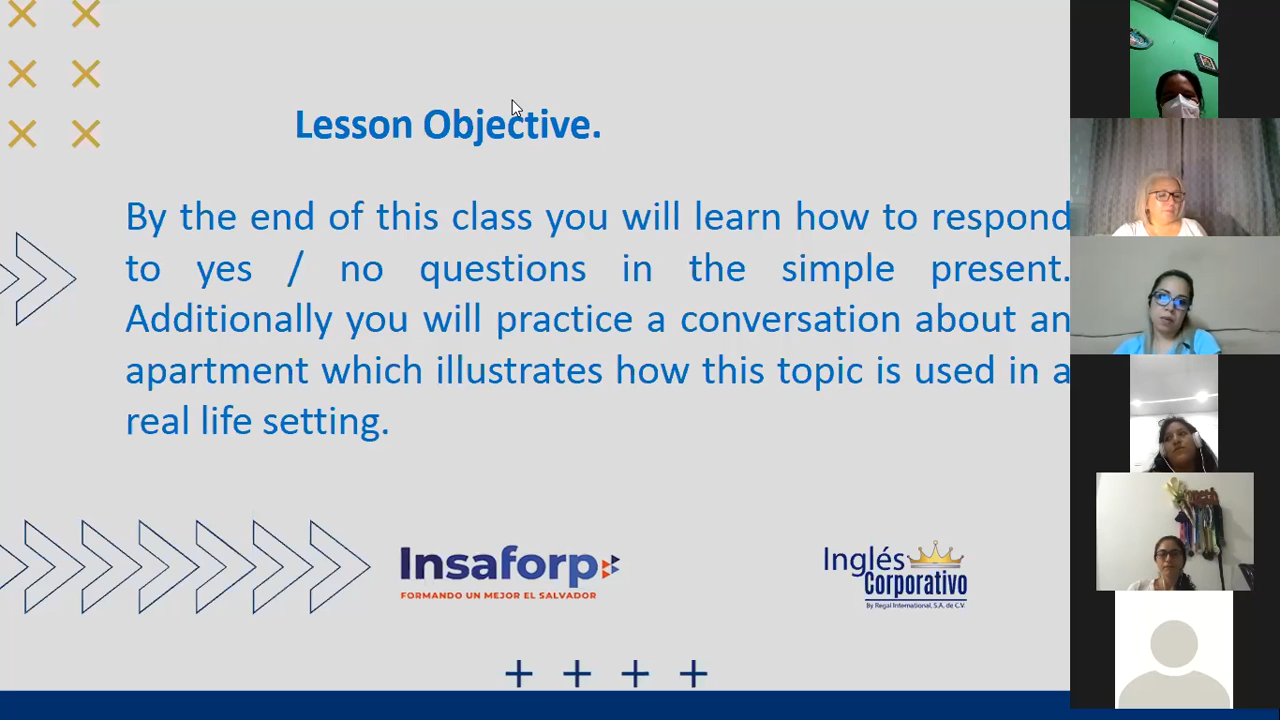 Lesson Objective.
By the end of this class you will learn how to respond
to yes / no questions in the simple present.
Additionally you will practice a conversation about an
apartment which illustrates how this topic is used in a
real life setting.
Insaforp
FORMANDO UN MEJOR EL SALVADOR
Inglés
Corporativo
By Regal International, S.A. de C.V.